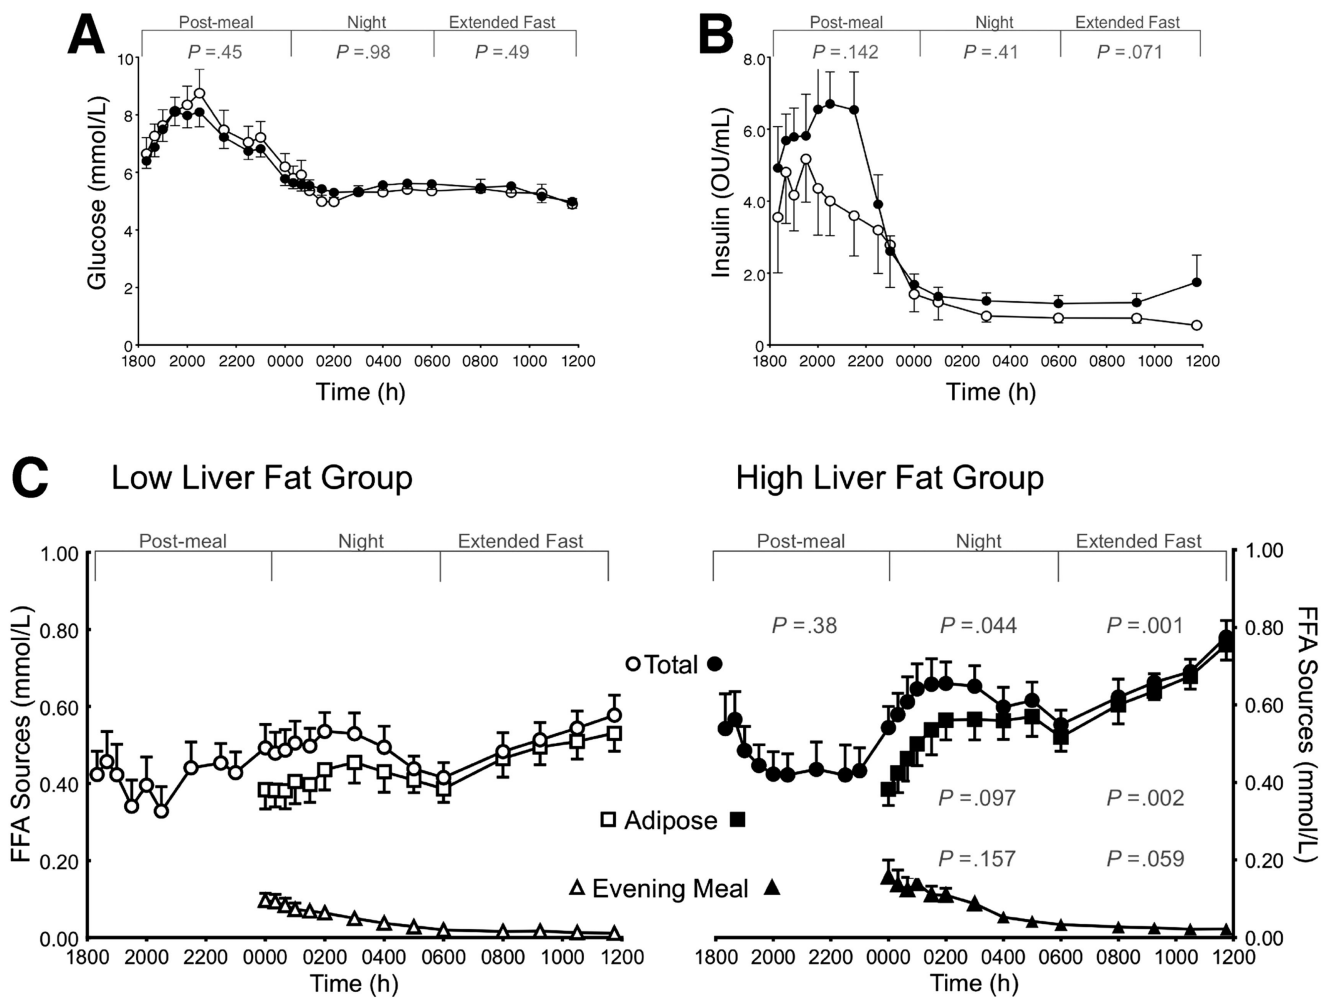 A
Post-meal Night Extended Fast
P =.45 P =.98 P =.49
10
8
6
4
2
0
Glucose (mmol/L)
1800 2000 2200 0000 0200 0400 0600 0800 1000 1200
Time (h)
B
Post-meal Night Extended Fast
P =.142 P =.41 P =.071
8.0
6.0
4.0
2.0
0
Insulin (OU/mL)
1800 2000 2200 0000 0200 0400 0600 0800 1000 1200
Time (h)
C
Low Liver Fat Group
High Liver Fat Group
Post-meal Night Extended Fast
1.00
0.80
0.60
0.40
0.20
0.00
FFA Sources (mmol/L)
1800 2000 2200 0000 0200 0400 0600 0800 1000 1200
Time (h)
Total
Adipose
Evening Meal
Post-meal Night Extended Fast
P =.38 P =.044 P =.001
P =.097 P =.002
P =.157 P =.059
1.00
0.80
0.60
0.40
0.20
0.00
FFA Sources (mmol/L)
1800 2000 2200 0000 0200 0400 0600 0800 1000 1200
Time (h)